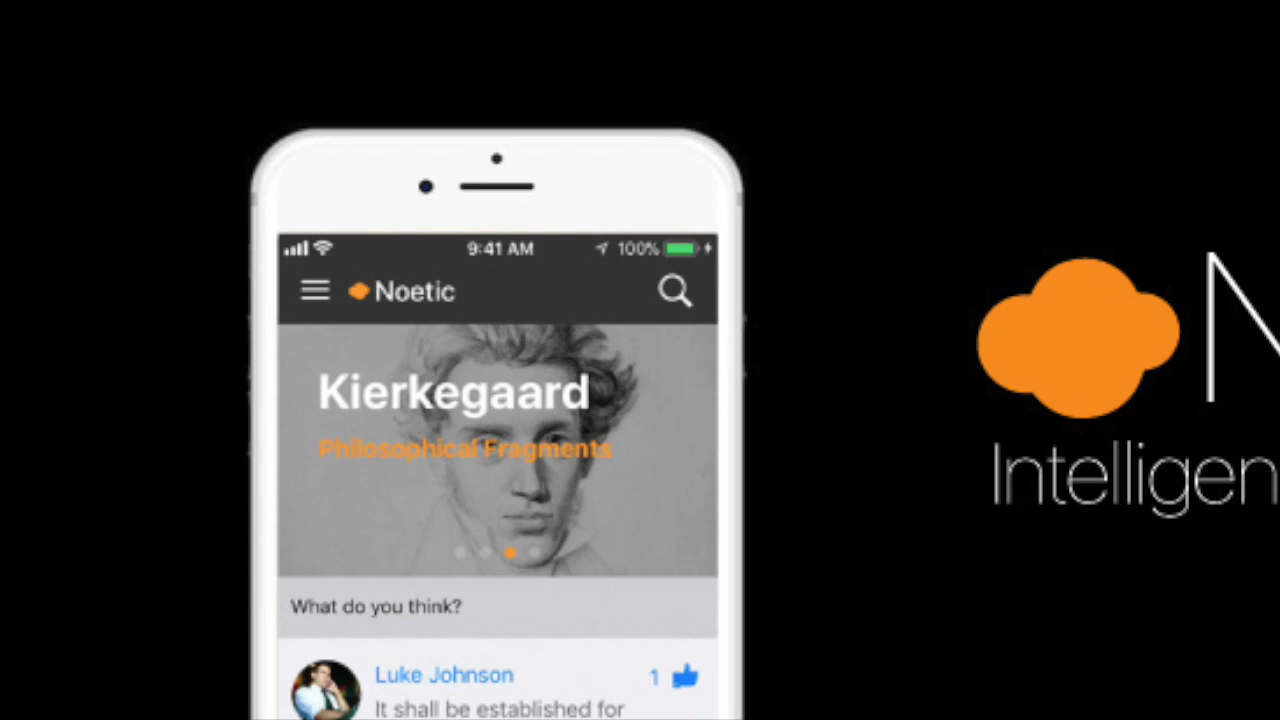 9:41 AM
100%
Noetic
Kierkegaard
Philosophical Fragments
What do you think?
Luke Johnson
1
It shall be established for
N
Intelligen